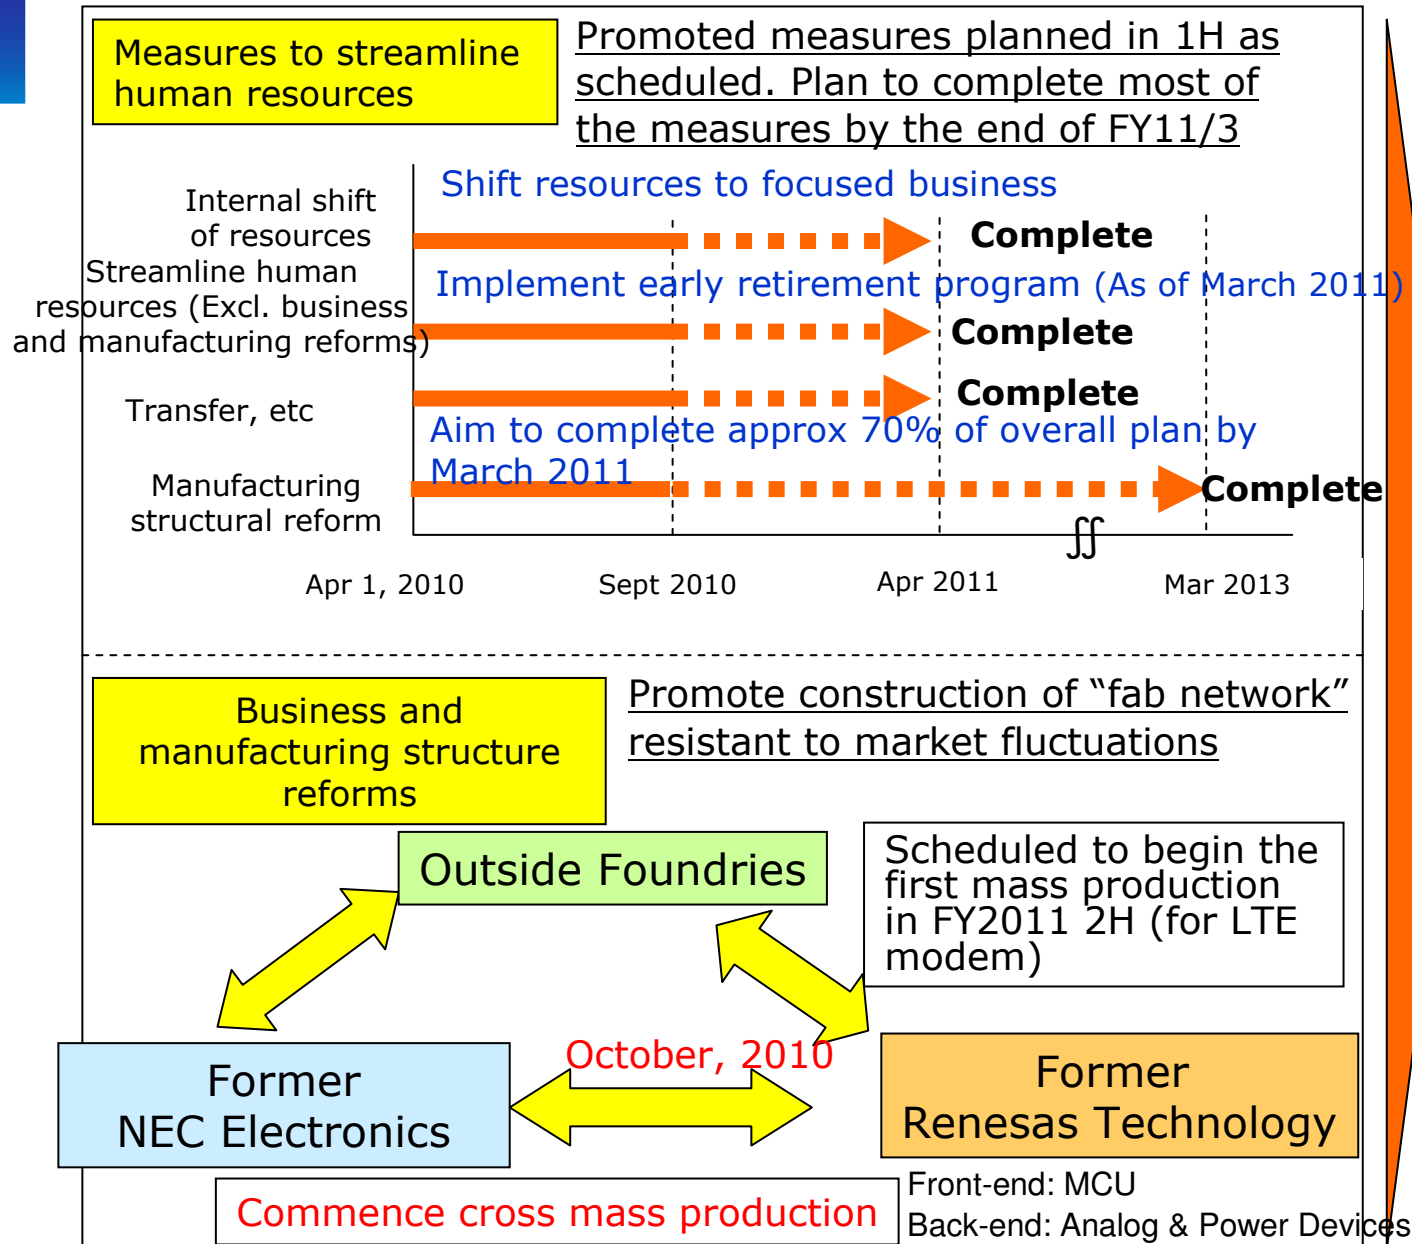 Measures to streamline
human resources
Promoted measures planned in 1H as
scheduled. Plan to complete most of
the measures by the end of FY11/3
Internal shift
of resources
Shift resources to focused business
Complete
Streamline human
resources (Excl. business
and manufacturing reforms)
Implement early retirement program (As of March 2011)
Complete
Transfer, etc
Complete
Aim to complete approx 70% of overall plan by
March 2011
Manufacturing
structural reform
Complete
∬
Apr 1, 2010
Sept 2010
Apr 2011
Mar 2013
Business and
manufacturing structure
reforms
Promote construction of “fab network”
resistant to market fluctuations
Outside Foundries
Scheduled to begin the
first mass production
in FY2011 2H (for LTE
modem)
October, 2010
Former
NEC Electronics
Former
Renesas Technology
Commence cross mass production
Front-end: MCU
Back-end: Analog & Power Devices